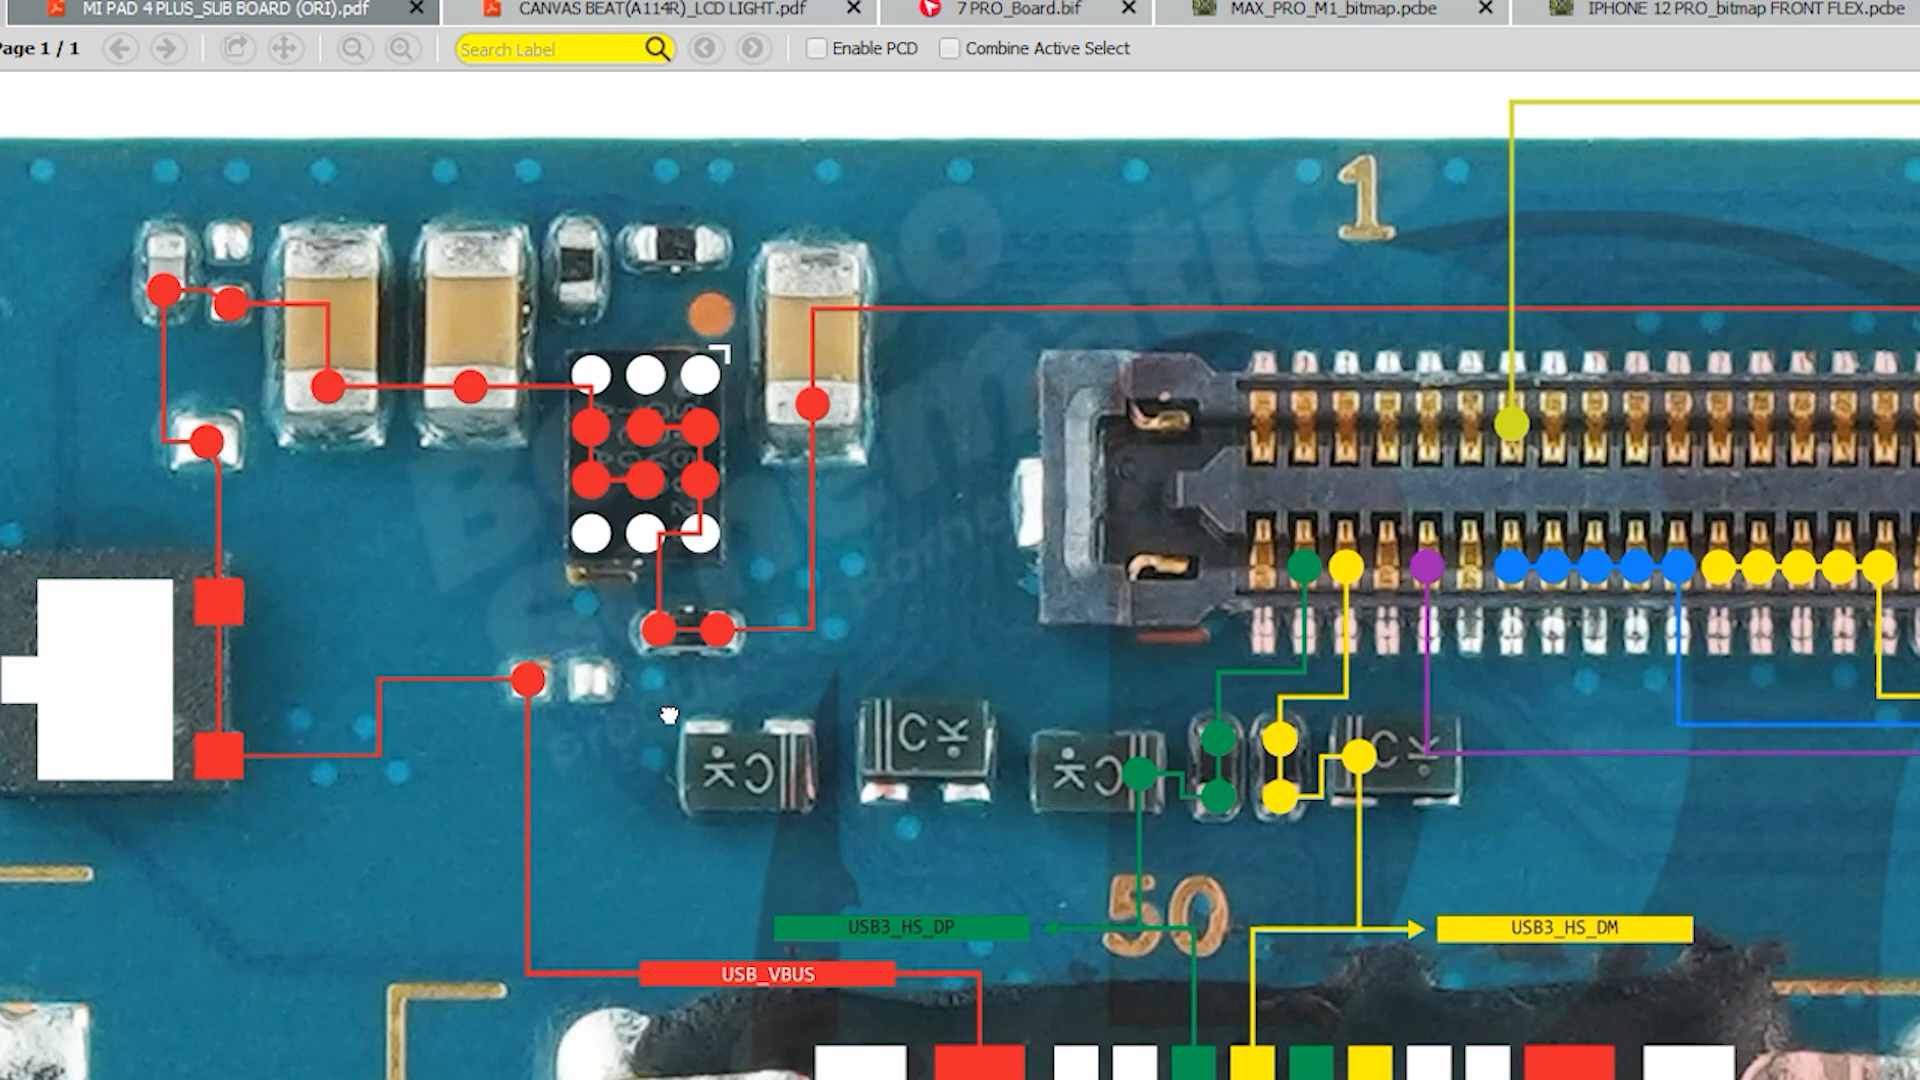 MI PAD 4 PLUS_SUB BOARD (ORI).pdf
CANVAS BEAT(A114R)_LCD LIGHT.pdf
7 PRO_Board.bif
MAX_PRO_M1_bitmap.pcbe
IPHONE 12 PRO_bitmap FRONT FLEX.pcbe
Page 1 / 1
Search Label
Enable PCD
Combine Active Select
1
50
USB3_HS_DP
USB3_HS_DM
USB_VBUS